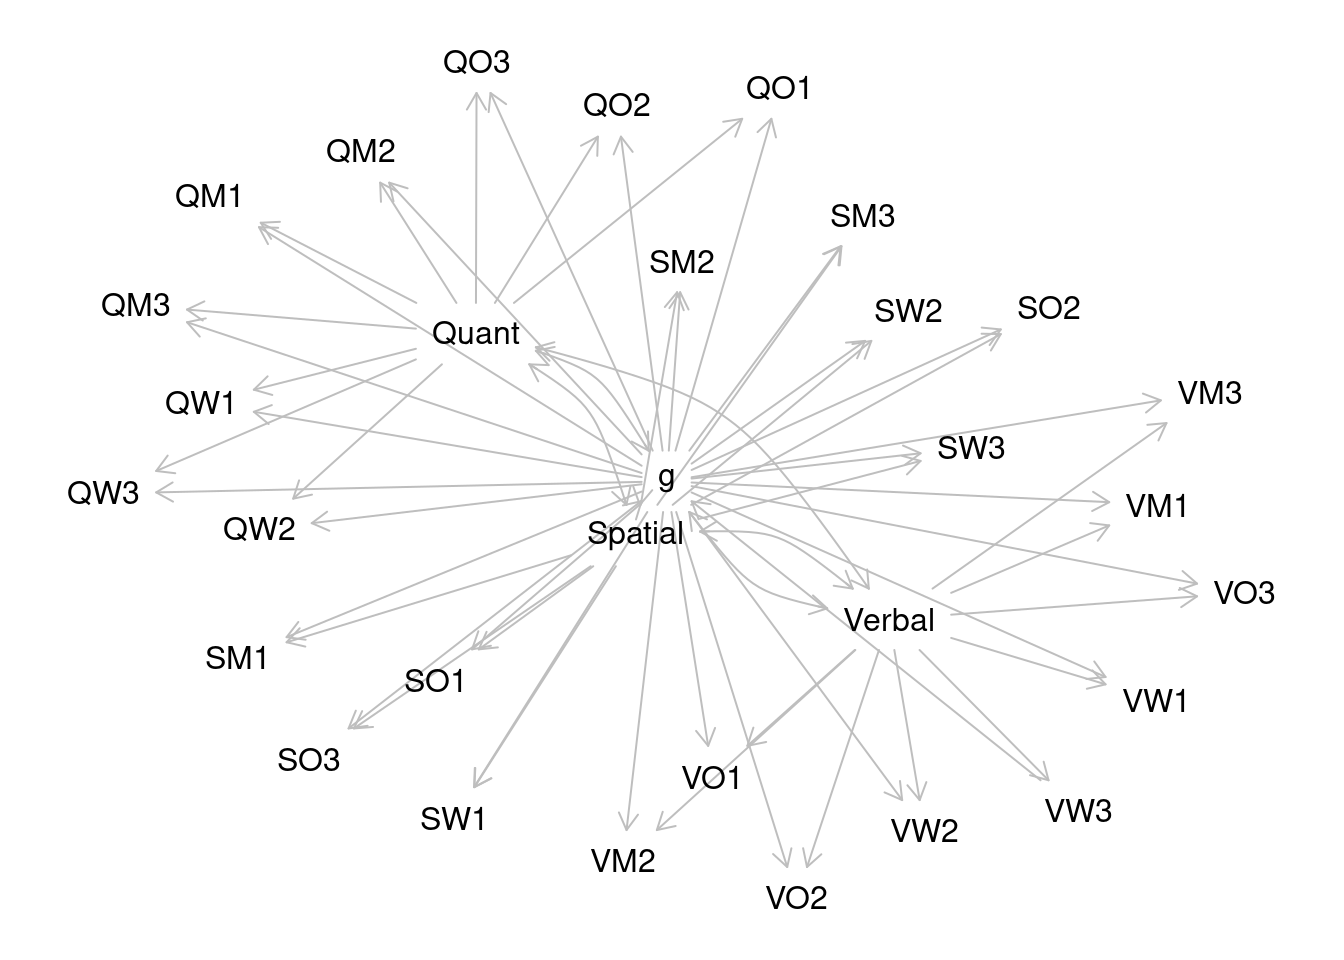 QO3
QO1
QO2
QM2
QM1
SM3
SM2
QM3
SW2
SO2
Quant
VM3
QW1
SW3
g
QW3
VM1
QW2
Spatial
VO3
Verbal
SM1
SO1
VW1
SO3
VO1
VW3
SW1
VW2
VM2
VO2